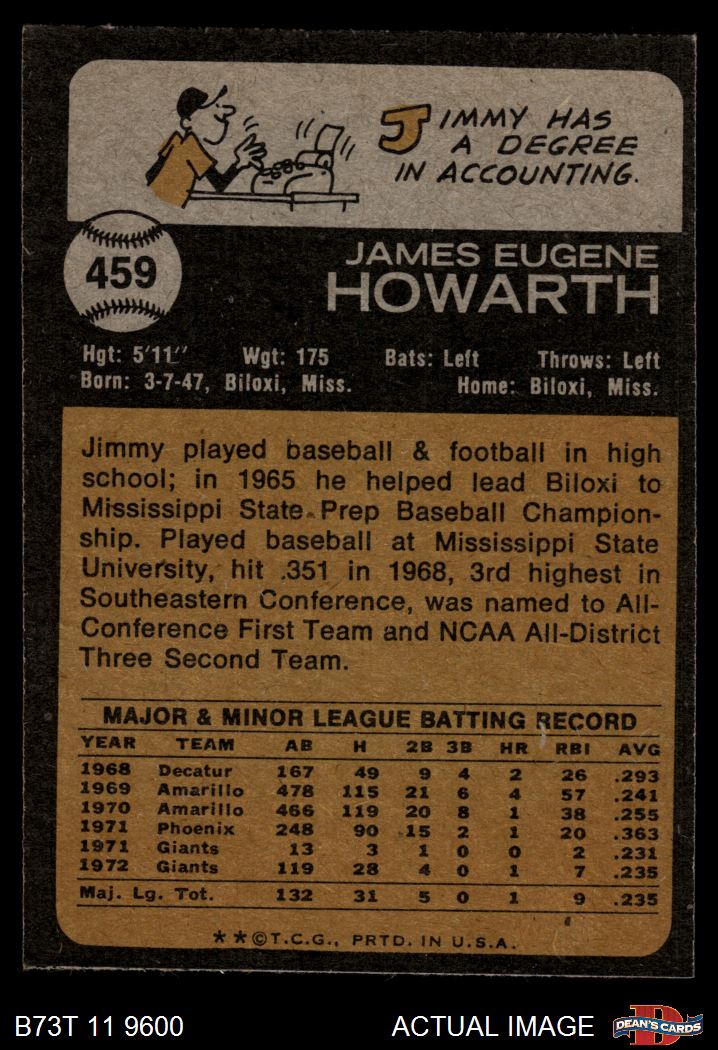 JIMMY HAS
A DEGREE
IN ACCOUNTING.
459
JAMES EUGENE
HOWARTH
Hgt: 5'11" Wgt: 175 Bats: Left Throws: Left
Born: 3-7-47, Biloxi, Miss. Home: Biloxi, Miss.
Jimmy played baseball & football in high
school; in 1965 he helped lead Biloxi to
Mississippi State Prep Baseball Champion-
ship. Played baseball at Mississippi State
University, hit .351 in 1968, 3rd highest in
Southeastern Conference, was named to All-
Conference First Team and NCAA All-District
Three Second Team.
MAJOR & MINOR LEAGUE BATTING RECORD
YEAR TEAM AB H 2B 3B HR RBI AVG
1968 Decatur 167 49 9 4 2 26 .293
1969 Amarillo 478 115 21 6 4 57 .241
1970 Amarillo 466 119 20 8 1 38 .255
1971 Phoenix 248 90 15 2 1 20 .363
1971 Giants 13 3 1 0 0 2 .231
1972 Giants 119 28 4 0 1 7 .235
Maj. Lg. Tot. 132 31 5 0 1 9 .235
**©T.C.G., PRTD. IN U.S.A.
B73T 11 9600 ACTUAL IMAGE D DEAN'S CARDS